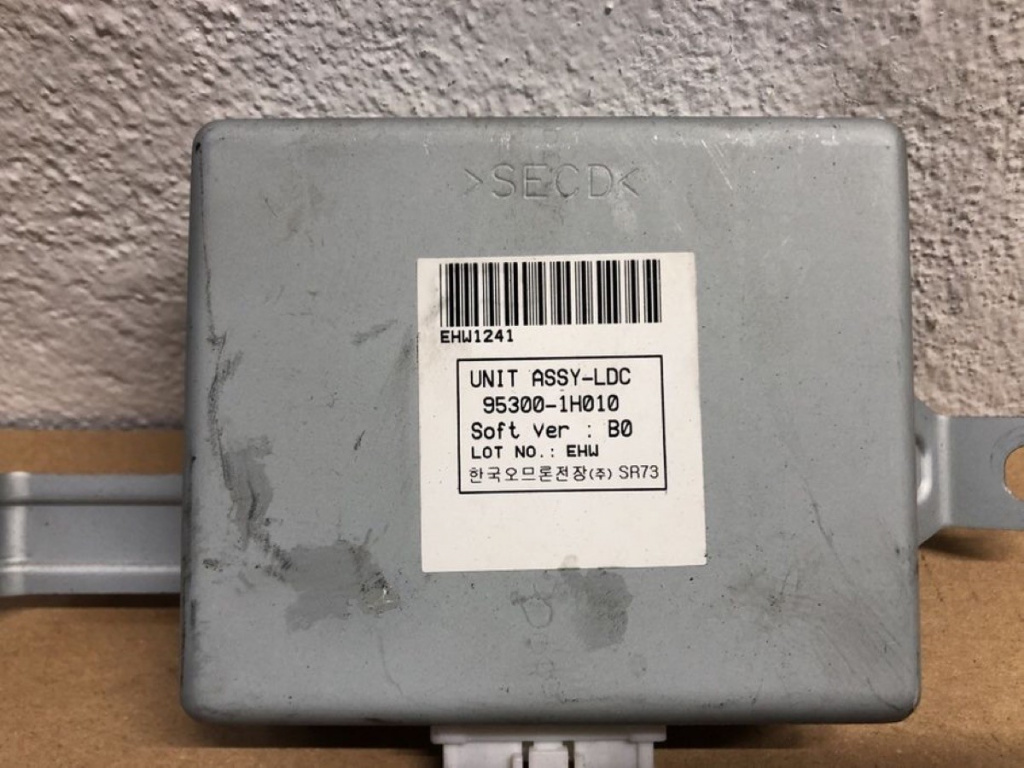 >SECD<
EHW1241
UNIT ASSY-LDC
95300-1H010
Soft ver : B0
LOT NO.: EHW
한국오므론전장(주) SR73